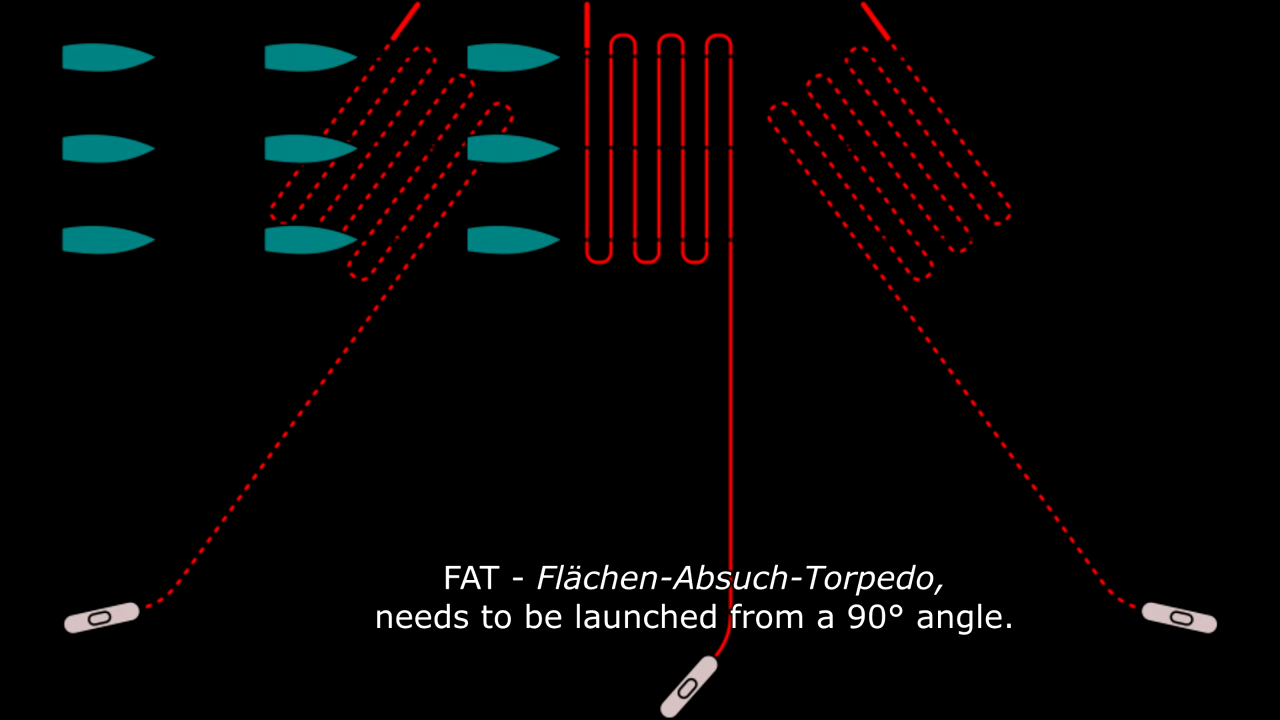 FAT - Flächen-Absuch-Torpedo,
needs to be launched from a 90° angle.